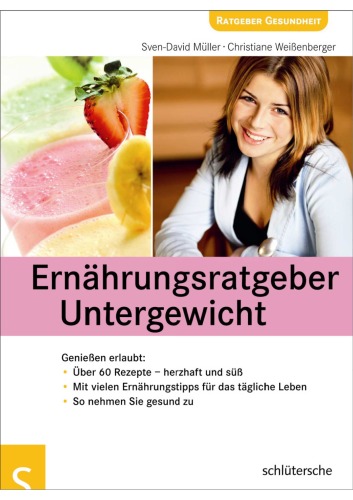 Ratgeber Gesundheit
Sven-David Müller · Christiane Weißenberger
Ernährungsratgeber
Untergewicht
Genießen erlaubt:
• Über 60 Rezepte – herzhaft und süß
• Mit vielen Ernährungstipps für das tägliche Leben
• So nehmen Sie gesund zu
S
schlütersche